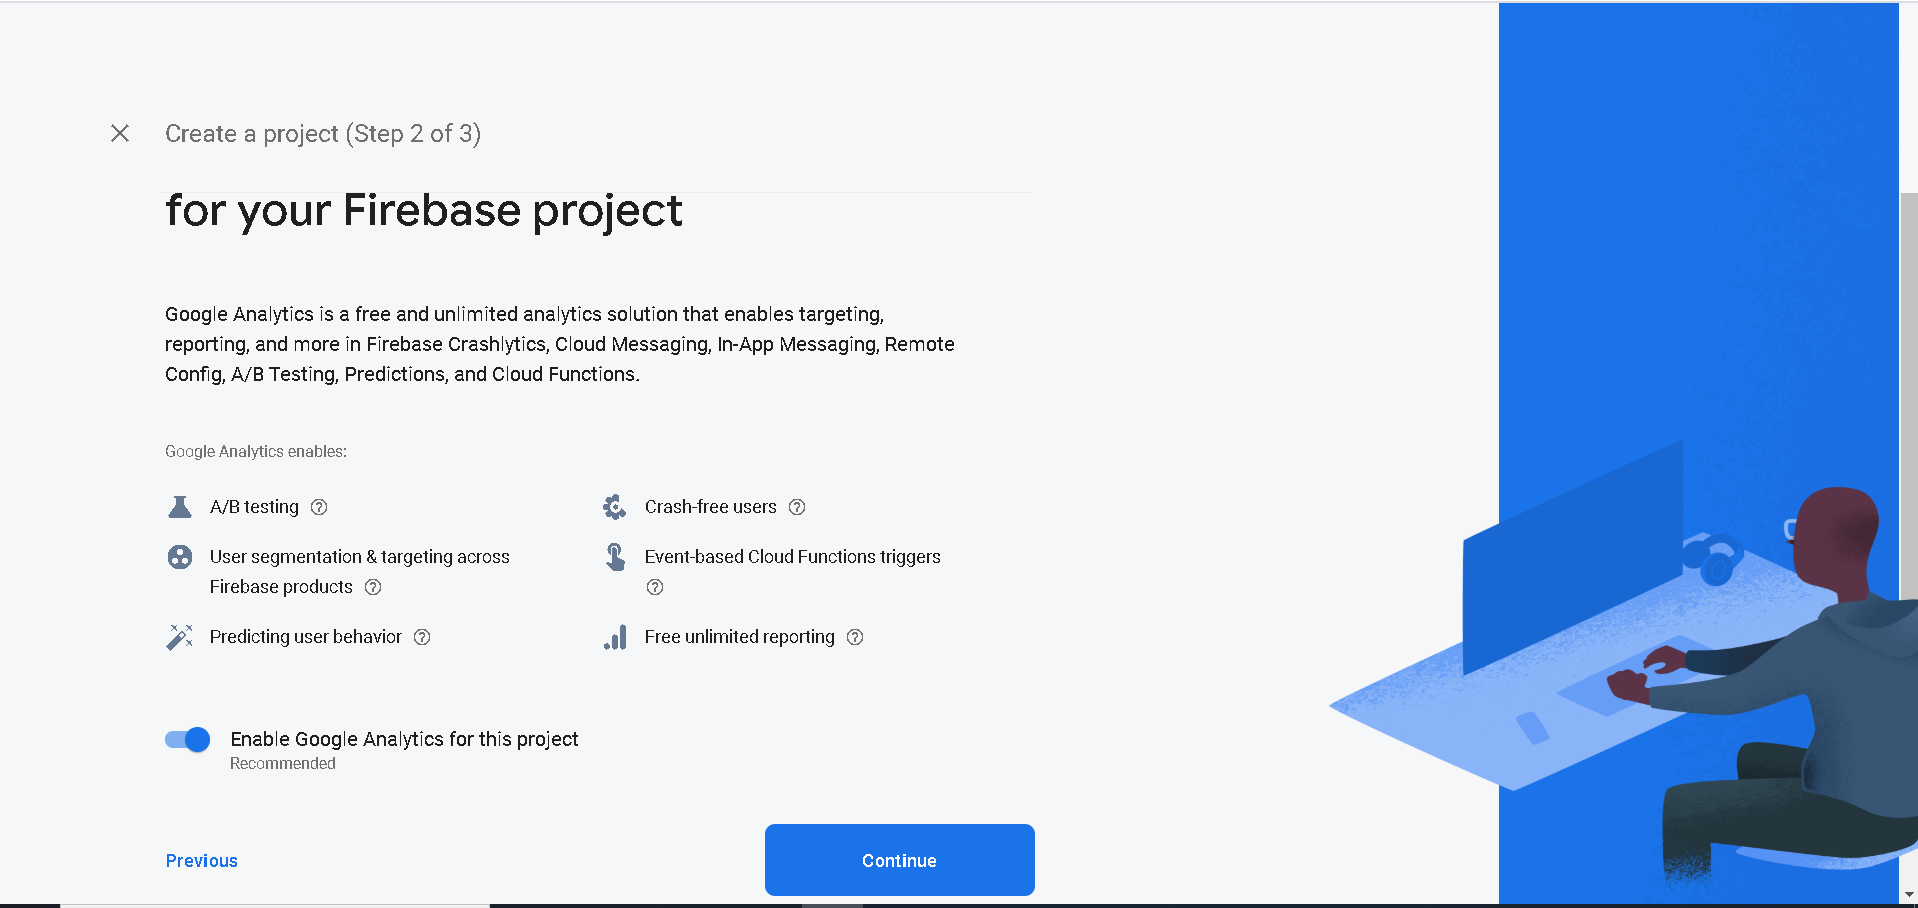 Create a project (Step 2 of 3)
for your Firebase project
Google Analytics is a free and unlimited analytics solution that enables targeting,
reporting, and more in Firebase Crashlytics, Cloud Messaging, In-App Messaging, Remote
Config, A/B Testing, Predictions, and Cloud Functions.
Google Analytics enables:
A/B testing
Crash-free users
User segmentation & targeting across
Firebase products
Event-based Cloud Functions triggers
Predicting user behavior
Free unlimited reporting
Enable Google Analytics for this project
Recommended
Previous
Continue